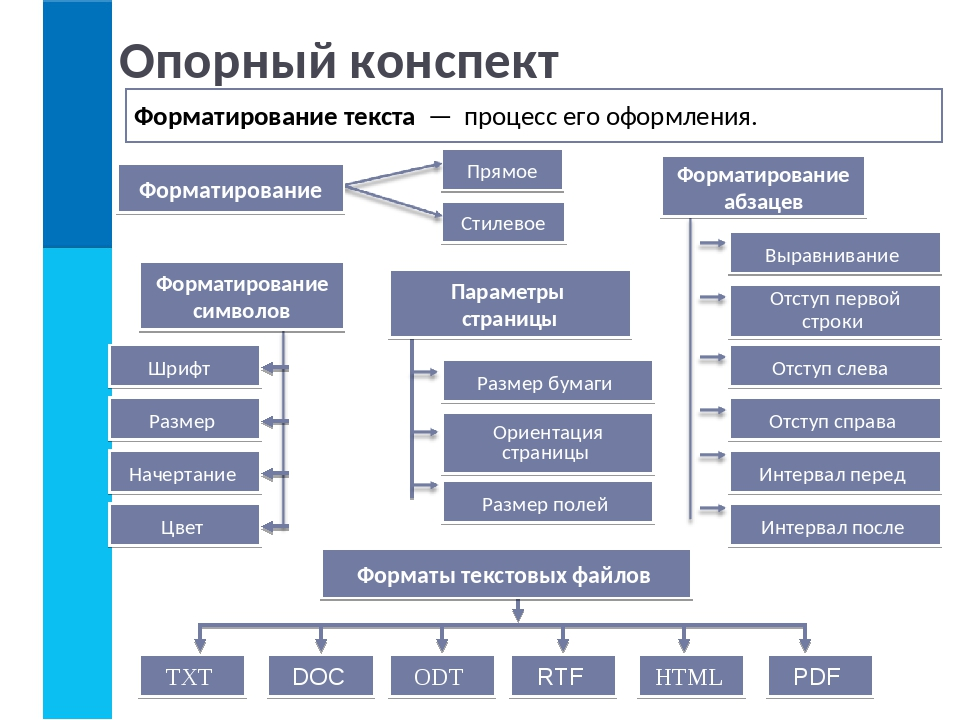 Опорный конспект
Форматирование текста — процесс его оформления.
Форматирование
Прямое
Стилевое
Форматирование
символов
Шрифт
Размер
Начертание
Цвет
Параметры
страницы
Размер бумаги
Ориентация
страницы
Размер полей
Форматирование
абзацев
Выравнивание
Отступ первой
строки
Отступ слева
Отступ справа
Интервал перед
Интервал после
Форматы текстовых файлов
TXT
DOC
ODT
RTF
HTML
PDF